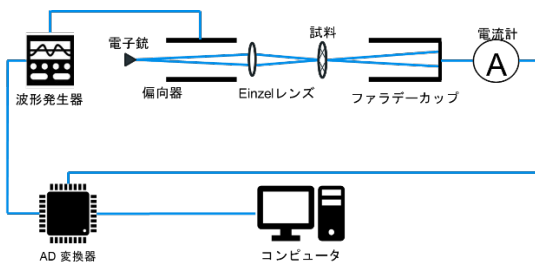 電子銃
試料
電流計
A
波形発生器
偏向器
Einzelレンズ
ファラデーカップ
AD 変換器
コンピュータ